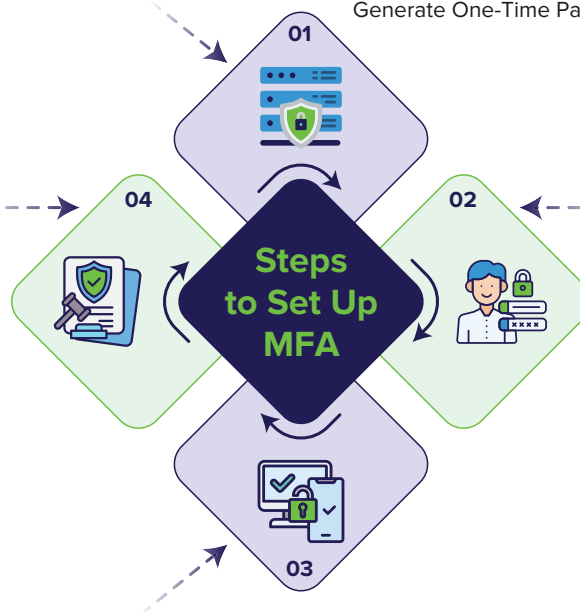 Generate One-Time Pa
01
04
02
Steps
to Set Up
MFA
03